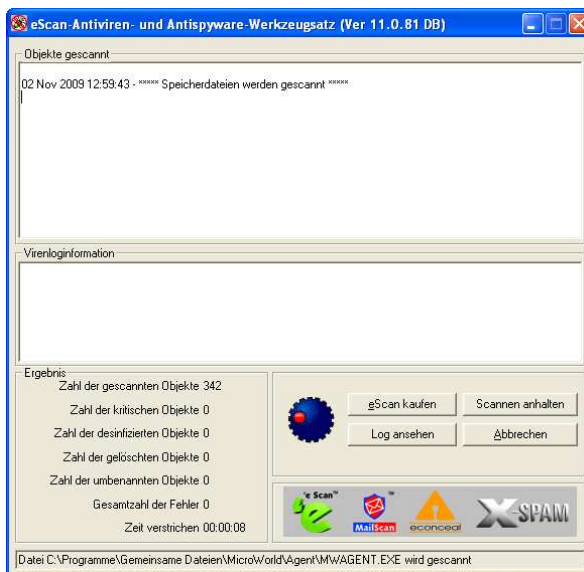 eScan-Antiviren- und Antispyware-Werkzeugsatz (Ver 11.0.81 DB)
Objekte gescannt
02 Nov 2009 12:59:43 - ***** Speicherdateien werden gescannt *****
Virenloginformation
Ergebnis
Zahl der gescannten Objekte 342
Zahl der kritischen Objekte 0
Zahl der desinfizierten Objekte 0
Zahl der gelöschten Objekte 0
Zahl der umbenannten Objekte 0
Gesamtzahl der Fehler 0
Zeit verstrichen 00:00:08
eScan kaufen
Scannen anhalten
Log ansehen
Abbrechen
'e Scan™
MailScan
econceal
X-SPAM
Datei C:\Programme\Gemeinsame Dateien\MicroWorld\Agent\MWAGENT.EXE wird gescannt